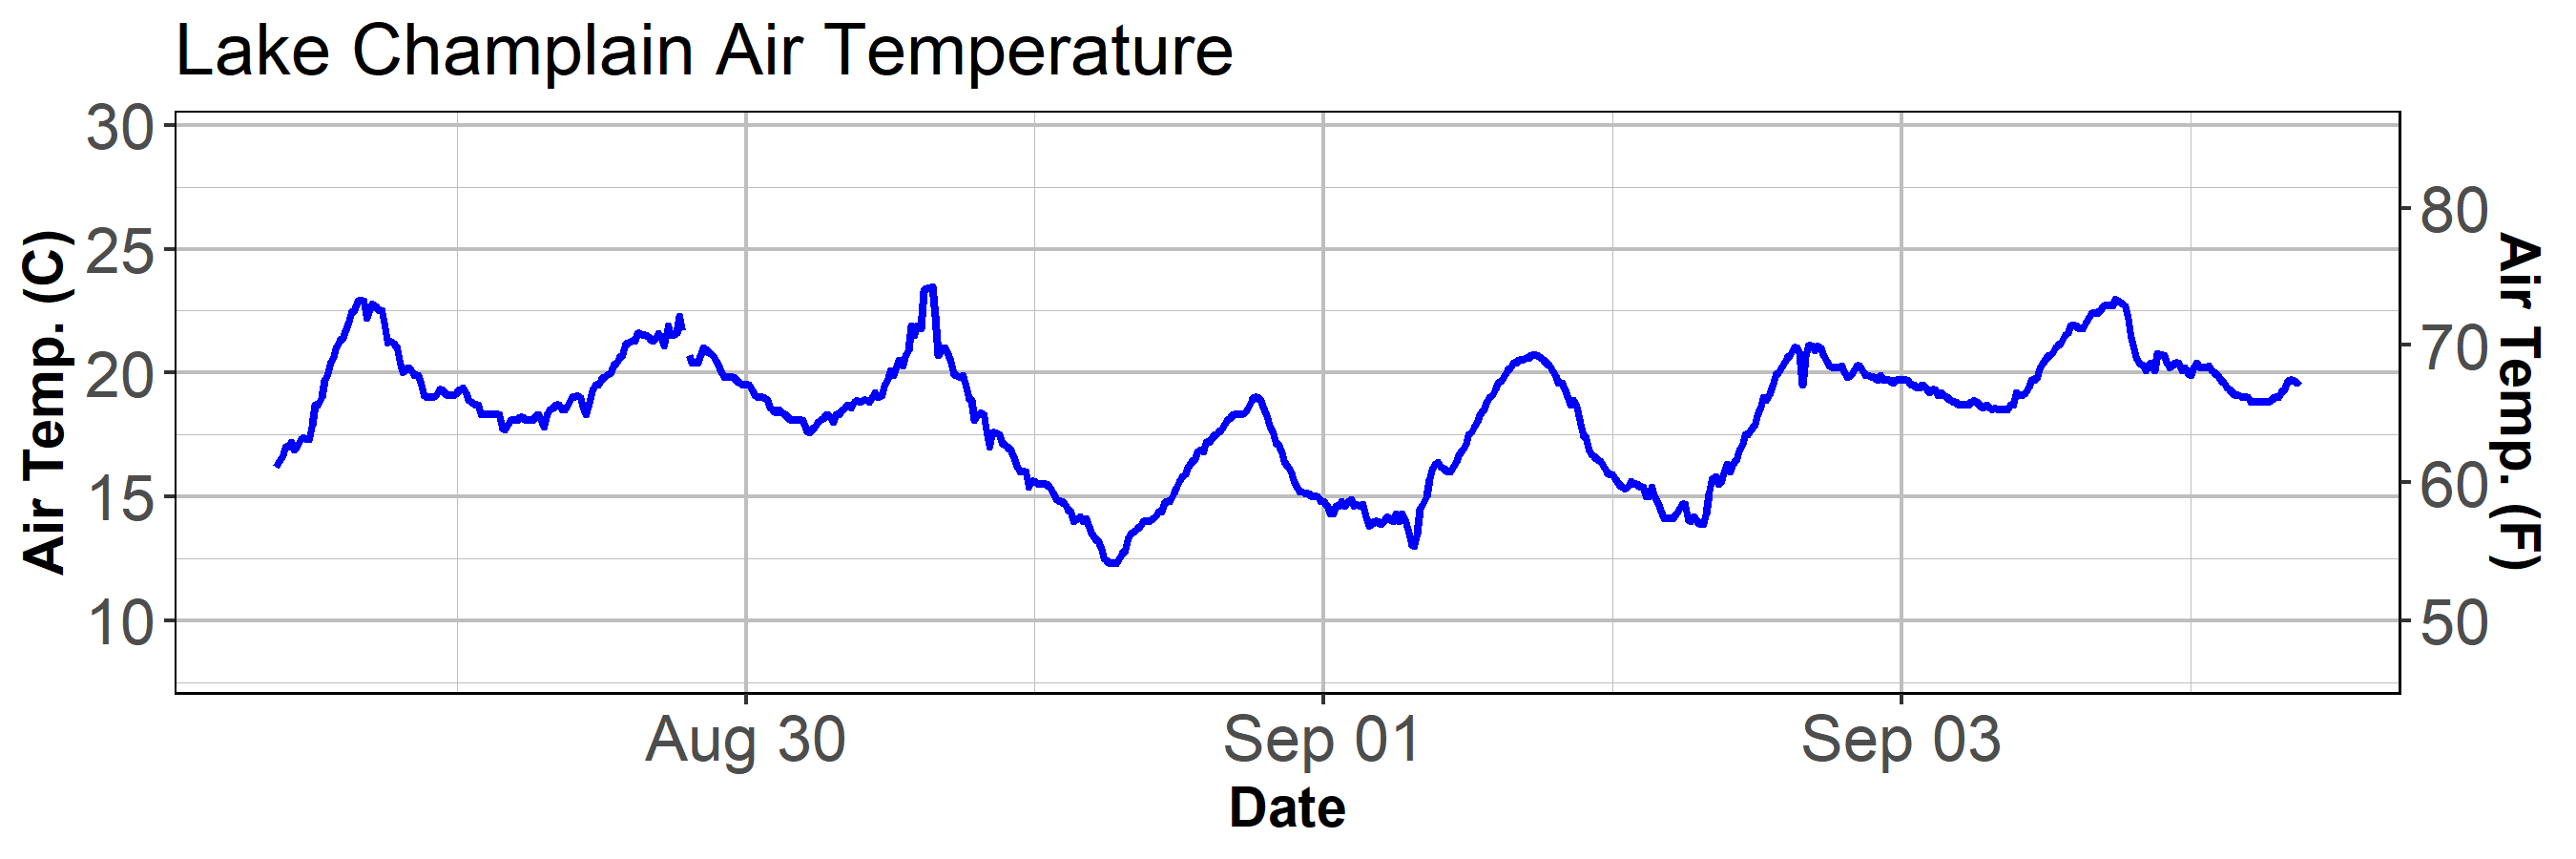 Lake Champlain Air Temperature
30
25
20
15
10
Air Temp. (C)
80
70
60
50
Air Temp. (F)
Aug 30
Sep 01
Sep 03
Date